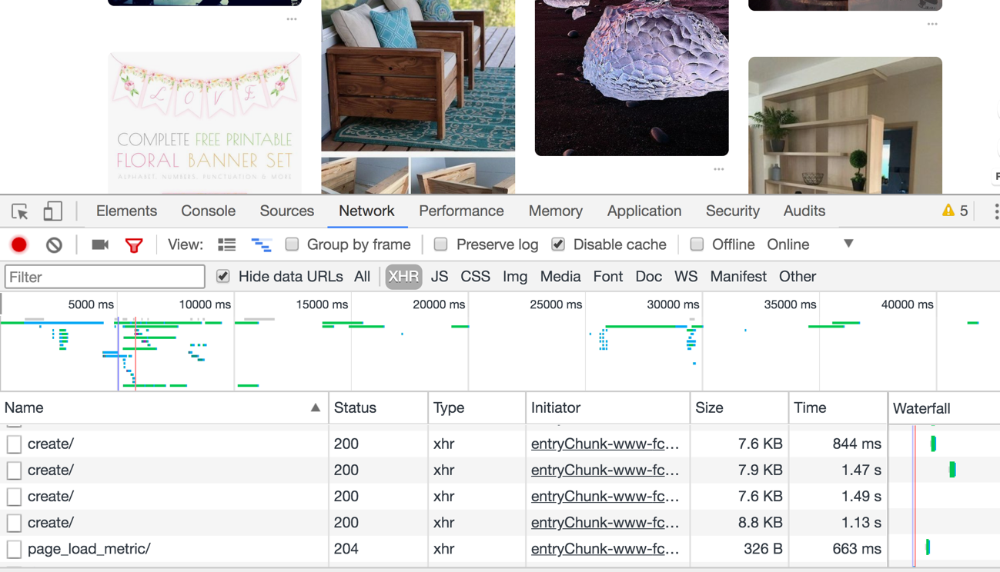 LOVE
COMPLETE FREE PRINTABLE
FLORAL BANNER SET
ALPHABET, NUMBERS, PUNCTUATION & MORE
Elements Console Sources Network Performance Memory Application Security Audits 5
View: Group by frame Preserve log Disable cache Offline Online
Filter Hide data URLs All XHR JS CSS Img Media Font Doc WS Manifest Other
5000 ms 10000 ms 15000 ms 20000 ms 25000 ms 30000 ms 35000 ms 40000 ms
Name Status Type Initiator Size Time Waterfall
create/ 200 xhr entryChunk-www-fc… 7.6 KB 844 ms
create/ 200 xhr entryChunk-www-fc… 7.9 KB 1.47 s
create/ 200 xhr entryChunk-www-fc… 7.6 KB 1.49 s
create/ 200 xhr entryChunk-www-fc… 8.8 KB 1.13 s
page_load_metric/ 204 xhr entryChunk-www-fc… 326 B 663 ms